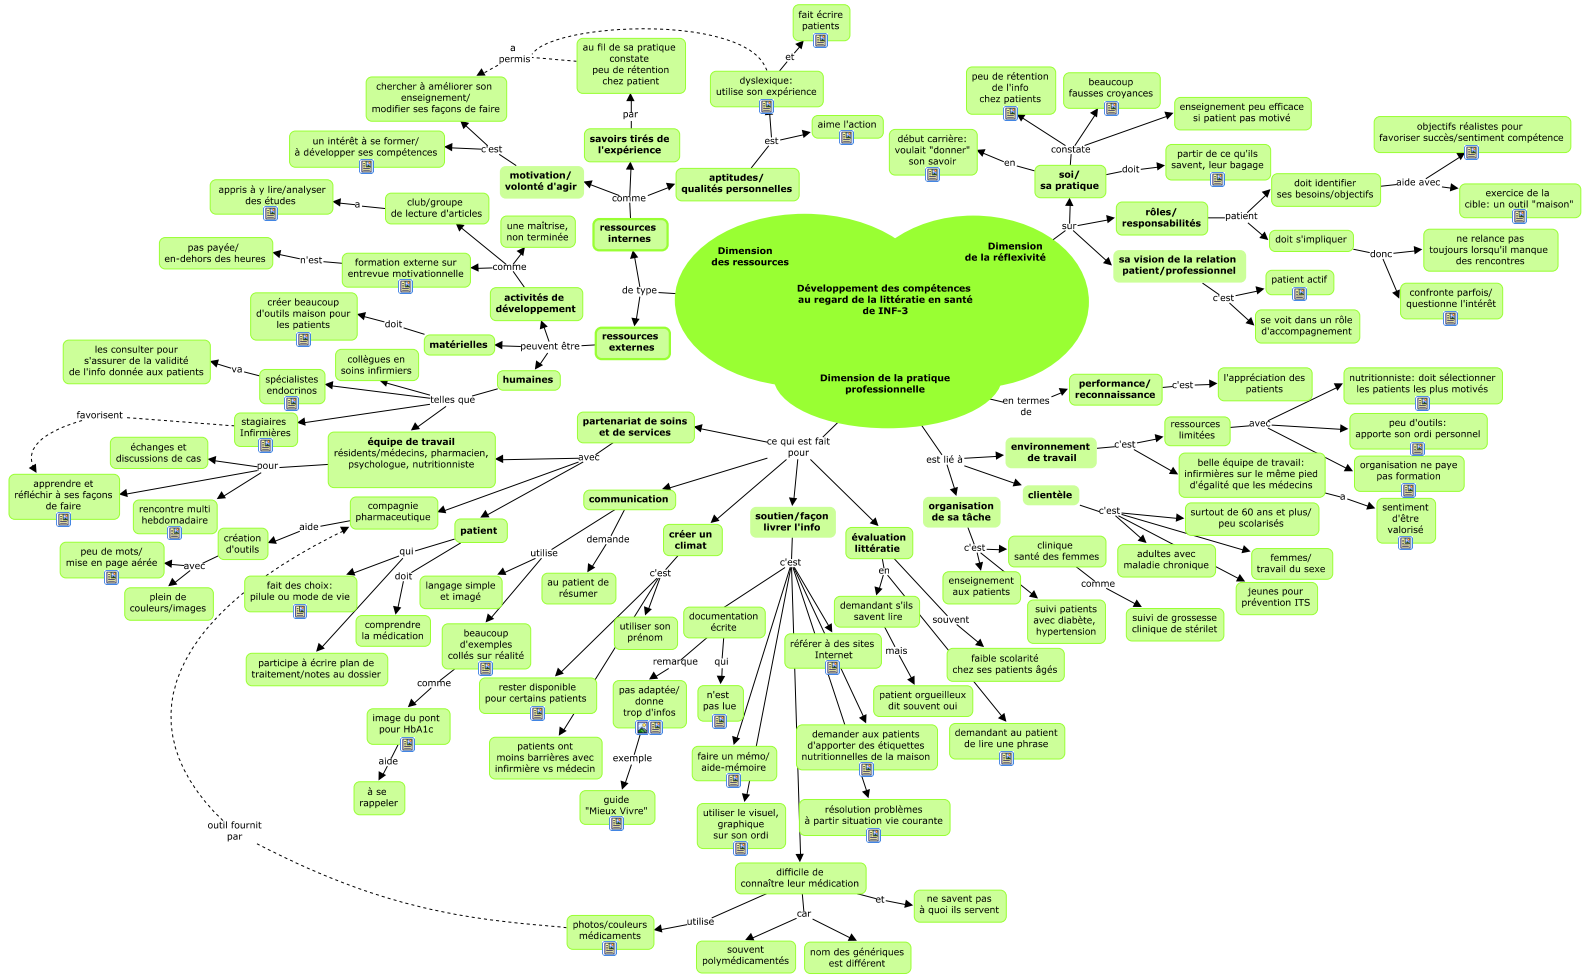 Développement des compétences
au regard de la littératie en santé
de INF-3
Dimension
des ressources
Dimension
de la réflexivité
Dimension de la pratique
professionnelle
de type
ressources
internes
comme
motivation/
volonté d'agir
c'est
chercher à améliorer son
enseignement/
modifier ses façons de faire
un intérêt à se former/
à développer ses compétences
savoirs tirés de
l'expérience
par
au fil de sa pratique
constate
peu de rétention
chez patient
a
permis
aptitudes/
qualités personnelles
est
dyslexique:
utilise son expérience
et
fait écrire
patients
aime l'action
ressources
externes
peuvent être
activités de
développement
comme
une maîtrise,
non terminée
club/groupe
de lecture d'articles
a
appris à y lire/analyser
des études
formation externe sur
entrevue motivationnelle
n'est
pas payée/
en-dehors des heures
matérielles
doit
créer beaucoup
d'outils maison pour
les patients
humaines
telles que
collègues en
soins infirmiers
spécialistes
endocrinos
va
les consulter pour
s'assurer de la validité
de l'info donnée aux patients
stagiaires
Infirmières
favorisent
équipe de travail
résidents/médecins, pharmacien,
psychologue, nutritionniste
pour
échanges et
discussions de cas
apprendre et
réfléchir à ses façons
de faire
rencontre multi
hebdomadaire
sur
soi/
sa pratique
en
début carrière:
voulait "donner"
son savoir
constate
peu de rétention
de l'info
chez patients
beaucoup
fausses croyances
enseignement peu efficace
si patient pas motivé
doit
partir de ce qu'ils
savent, leur bagage
rôles/
responsabilités
patient
doit identifier
ses besoins/objectifs
aide avec
objectifs réalistes pour
favoriser succès/sentiment compétence
exercice de la
cible: un outil "maison"
doit s'impliquer
donc
ne relance pas
toujours lorsqu'il manque
des rencontres
confronte parfois/
questionne l'intérêt
sa vision de la relation
patient/professionnel
c'est
patient actif
se voit dans un rôle
d'accompagnement
en termes
de
performance/
reconnaissance
c'est
l'appréciation des
patients
est lié à
environnement
de travail
c'est
ressources
limitées
avec
nutritionniste: doit sélectionner
les patients les plus motivés
peu d'outils:
apporte son ordi personnel
organisation ne paye
pas formation
belle équipe de travail:
infirmières sur le même pied
d'égalité que les médecins
a
sentiment
d'être
valorisé
clientèle
c'est
surtout de 60 ans et plus/
peu scolarisés
femmes/
travail du sexe
adultes avec
maladie chronique
jeunes pour
prévention ITS
organisation
de sa tâche
c'est
clinique
santé des femmes
comme
suivi de grossesse
clinique de stérilet
enseignement
aux patients
suivi patients
avec diabète,
hypertension
ce qui est fait
pour
partenariat de soins
et de services
avec
compagnie
pharmaceutique
aide
création
d'outils
avec
peu de mots/
mise en page aérée
plein de
couleurs/images
patient
qui
fait des choix:
pilule ou mode de vie
participe à écrire plan de
traitement/notes au dossier
doit
comprendre
la médication
communication
utilise
langage simple
et imagé
beaucoup
d'exemples
collés sur réalité
comme
image du pont
pour HbA1c
aide
à se
rappeler
demande
au patient de
résumer
créer un
climat
c'est
utiliser son
prénom
rester disponible
pour certains patients
patients ont
moins barrières avec
infirmière vs médecin
soutien/façon
livrer l'info
c'est
documentation
écrite
remarque
pas adaptée/
donne
trop d'infos
exemple
guide
"Mieux Vivre"
qui
n'est
pas lue
référer à des sites
Internet
faire un mémo/
aide-mémoire
utiliser le visuel,
graphique
sur son ordi
demander aux patients
d'apporter des étiquettes
nutritionnelles de la maison
résolution problèmes
à partir situation vie courante
difficile de
connaître leur médication
utilise
photos/couleurs
médicaments
outil fournit
par
car
souvent
polymédicamentés
nom des génériques
est différent
et
ne savent pas
à quoi ils servent
évaluation
littératie
en
demandant s'ils
savent lire
mais
patient orgueilleux
dit souvent oui
souvent
faible scolarité
chez ses patients âgés
demandant au patient
de lire une phrase